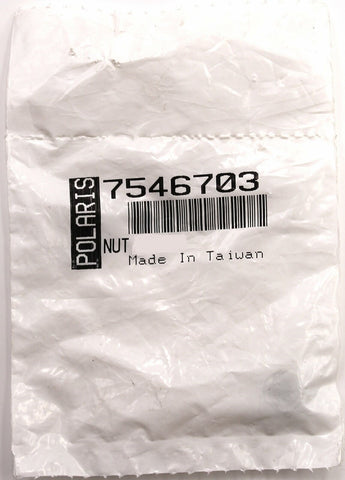 POLARIS
7546703
NUT
Made In Taiwan